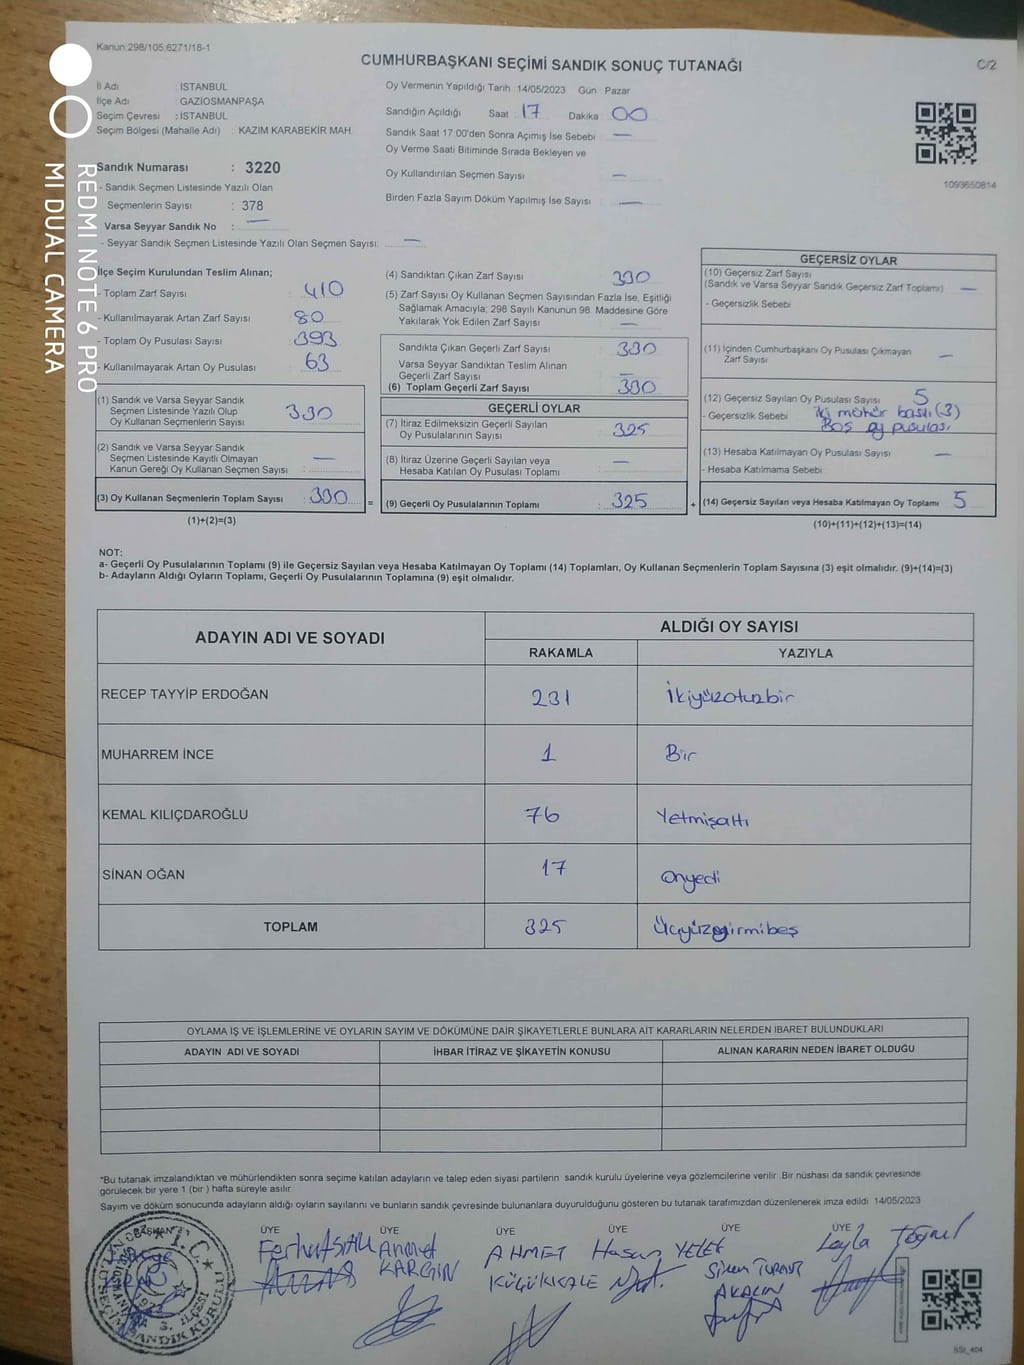 Kanun:298/105,6271/18-1
CUMHURBAŞKANI SEÇİMİ SANDIK SONUÇ TUTANAĞI
C/2
İl Adı : İSTANBUL
İlçe Adı : GAZİOSMANPAŞA
Seçim Çevresi : İSTANBUL
Seçim Bölgesi (Mahalle Adı) : KAZIM KARABEKİR MAH
Sandık Numarası : 3220
- Sandık Seçmen Listesinde Yazılı Olan
Seçmenlerin Sayısı : 378
Varsa Seyyar Sandık No : —
- Seyyar Sandık Seçmen Listesinde Yazılı Olan Seçmen Sayısı: —
Oy Vermenin Yapıldığı Tarih 14/05/2023 Gün Pazar
Sandığın Açıldığı Saat 17 Dakika 00
Sandık Saat 17.00'den Sonra Açımış İse Sebebi —
Oy Verme Saati Bitiminde Sırada Bekleyen ve
Oy Kullandırılan Seçmen Sayısı —
Birden Fazla Sayım Döküm Yapılmış İse Sayısı —
1093650814
İlçe Seçim Kurulundan Teslim Alınan;
- Toplam Zarf Sayısı : 410
- Kullanılmayarak Artan Zarf Sayısı : 80
- Toplam Oy Pusulası Sayısı : 393
- Kullanılmayarak Artan Oy Pusulası : 63
(1) Sandık ve Varsa Seyyar Sandık
Seçmen Listesinde Yazılı Olup
Oy Kullanan Seçmenlerin Sayısı : 330
(2) Sandık ve Varsa Seyyar Sandık
Seçmen Listesinde Kayıtlı Olmayan
Kanun Gereği Oy Kullanan Seçmen Sayısı : —
(3) Oy Kullanan Seçmenlerin Toplam Sayısı : 330
(1)+(2)=(3)
=
(4) Sandıktan Çıkan Zarf Sayısı 330
(5) Zarf Sayısı Oy Kullanan Seçmen Sayısından Fazla İse, Eşitliği
Sağlamak Amacıyla; 298 Sayılı Kanunun 98. Maddesine Göre
Yakılarak Yok Edilen Zarf Sayısı : —
Sandıkta Çıkan Geçerli Zarf Sayısı : 330
Varsa Seyyar Sandıktan Teslim Alınan
Geçerli Zarf Sayısı : —
(6) Toplam Geçerli Zarf Sayısı : 330
GEÇERLİ OYLAR
(7) İtiraz Edilmeksizin Geçerli Sayılan
Oy Pusulalarının Sayısı : 325
(8) İtiraz Üzerine Geçerli Sayılan veya
Hesaba Katılan Oy Pusulası Toplamı : —
(9) Geçerli Oy Pusulalarının Toplamı : 325
+
GEÇERSİZ OYLAR
(10) Geçersiz Zarf Sayısı
(Sandık ve Varsa Seyyar Sandık Geçersiz Zarf Toplamı) —
- Geçersizlik Sebebi
(11) İçinden Cumhurbaşkanı Oy Pusulası Çıkmayan
Zarf Sayısı —
(12) Geçersiz Sayılan Oy Pusulası Sayısı 5
- Geçersizlik Sebebi İki mühür basılı (3)
Boş oy pusulası
(13) Hesaba Katılmayan Oy Pusulası Sayısı —
- Hesaba Katılmama Sebebi
(14) Geçersiz Sayılan veya Hesaba Katılmayan Oy Toplamı 5
(10)+(11)+(12)+(13)=(14)
NOT:
a- Geçerli Oy Pusulalarının Toplamı (9) ile Geçersiz Sayılan veya Hesaba Katılmayan Oy Toplamı (14) Toplamları, Oy Kullanan Seçmenlerin Toplam Sayısına (3) eşit olmalıdır. (9)+(14)=(3)
b- Adayların Aldığı Oyların Toplamı, Geçerli Oy Pusulalarının Toplamına (9) eşit olmalıdır.
ADAYIN ADI VE SOYADI
ALDIĞI OY SAYISI
RAKAMLA YAZIYLA
RECEP TAYYİP ERDOĞAN 231 İkiyüzotuzbir
MUHARREM İNCE 1 Bir
KEMAL KILIÇDAROĞLU 76 Yetmişaltı
SİNAN OĞAN 17 Onyedi
TOPLAM 325 Üçyüzyirmibeş
OYLAMA İŞ VE İŞLEMLERİNE VE OYLARIN SAYIM VE DÖKÜMÜNE DAİR ŞİKAYETLERLE BUNLARA AİT KARARLARIN NELERDEN İBARET BULUNDUKLARI
ADAYIN ADI VE SOYADI İHBAR İTİRAZ VE ŞİKAYETİN KONUSU ALINAN KARARIN NEDEN İBARET OLDUĞU
*Bu tutanak imzalandıktan ve mühürlendikten sonra seçime katılan adayların ve talep eden siyasi partilerin sandık kurulu üyelerine veya gözlemcilerine verilir. Bir nüshası da sandık çevresinde
görülecek bir yere 1 (bir ) hafta süreyle asılır.
Sayım ve döküm sonucunda adayların aldığı oyların sayılarını ve bunların sandık çevresinde bulunanlara duyurulduğunu gösteren bu tutanak tarafımızdan düzenlenerek imza edildi. 14/05/2023
BAŞKAN ÜYE ÜYE ÜYE ÜYE ÜYE ÜYE
Ahmet KARGIN
AHMET KÜÇÜKKALE
Hasan YELEK
Sinem TURASİ AKALIN
Leyla Toğrul
T.C.
SSİ_404
REDMI NOTE 6 PRO
MI DUAL CAMERA